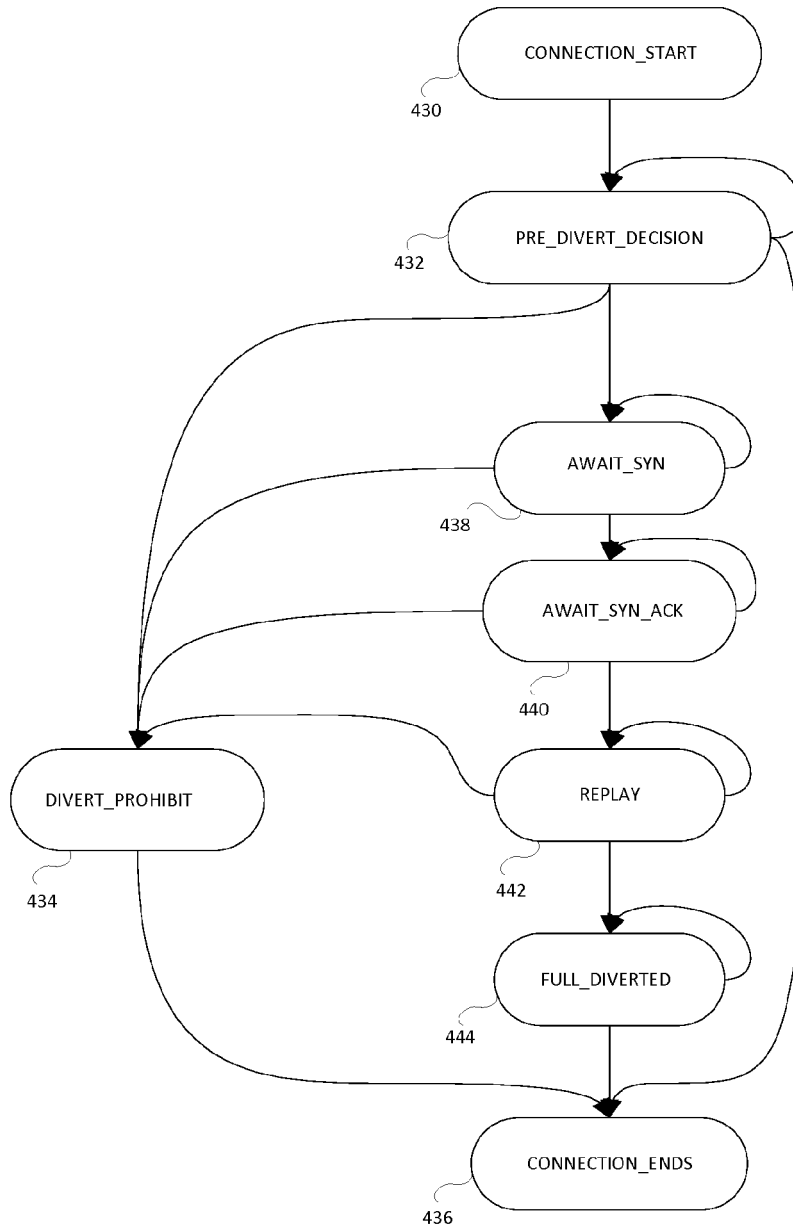 CONNECTION_START
430
PRE_DIVERT_DECISION
432
AWAIT_SYN
438
AWAIT_SYN_ACK
440
DIVERT_PROHIBIT
434
REPLAY
442
FULL_DIVERTED
444
CONNECTION_ENDS
436